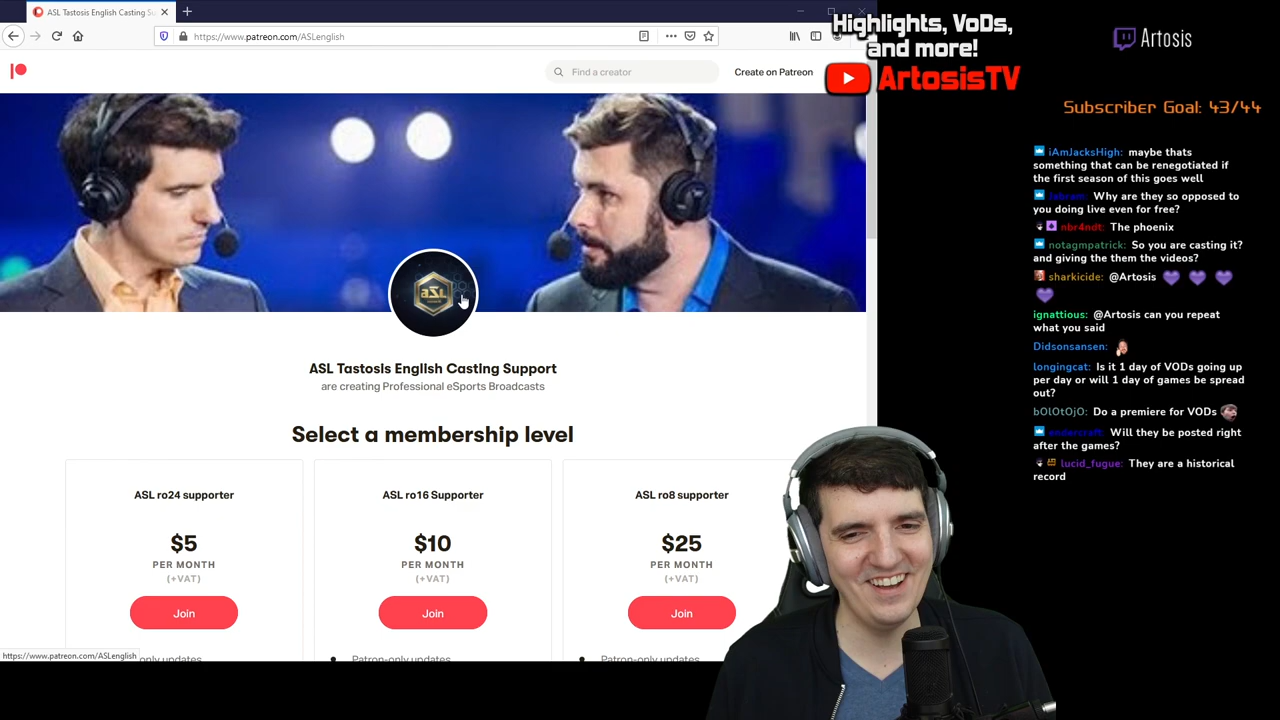 ASL Tastosis English Casting Su
https://www.patreon.com/ASLenglish
Find a creator
Create on Patreon
Highlights, VoDs,
and more!
ArtosisTV
Artosis
Subscriber Goal: 43/44
aSL
ASL Tastosis English Casting Support
are creating Professional eSports Broadcasts
Select a membership level
ASL ro24 supporter
$5
PER MONTH
(+VAT)
Join
only updates
ASL ro16 Supporter
$10
PER MONTH
(+VAT)
Join
Patron-only updates
ASL ro8 supporter
$25
PER MONTH
(+VAT)
Join
Patron-only updates
https://www.patreon.com/ASLenglish
iAmJacksHigh: maybe thats
something that can be renegotiated if
the first season of this goes well
Why are they so opposed to
you doing live even for free?
nbr4ndt: The phoenix
notagmpatrick: So you are casting it?
and giving the them the videos?
sharikicide: @Artosis
ignattious: @Artosis can you repeat
what you said
Didsonsansen:
longingcat: Is it 1 day of VODs going up
per day or will 1 day of games be spread
out?
bOlOtOjO: Do a premiere for VODs
Will they be posted right
after the games?
lucid_fugue: They are a historical
record